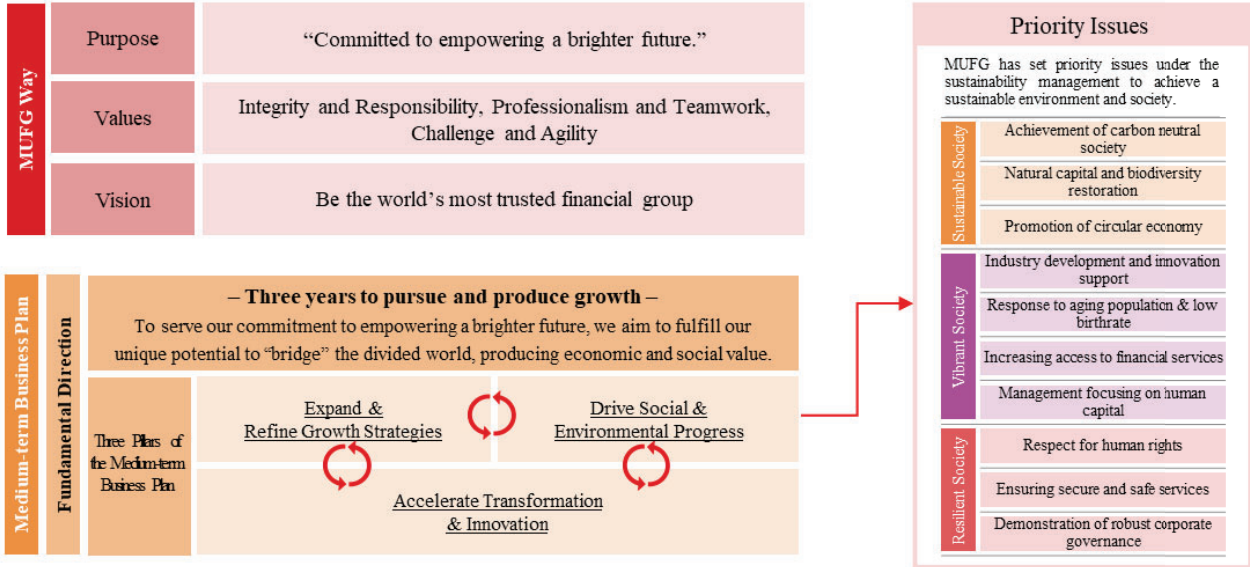 MUFG Way
Purpose
“Committed to empowering a brighter future.”
Values
Integrity and Responsibility, Professionalism and Teamwork,
Challenge and Agility
Vision
Be the world’s most trusted financial group
Medium-term Business Plan
Fundamental Direction
– Three years to pursue and produce growth –
To serve our commitment to empowering a brighter future, we aim to fulfill our
unique potential to “bridge” the divided world, producing economic and social value.
Three Pillars of
the Medium-term
Business Plan
Expand &
Refine Growth Strategies
Drive Social &
Environmental Progress
Accelerate Transformation
& Innovation
Priority Issues
MUFG has set priority issues under the
sustainability management to achieve a
sustainable environment and society.
Sustainable Society
Achievement of carbon neutral
society
Natural capital and biodiversity
restoration
Promotion of circular economy
Vibrant Society
Industry development and innovation
support
Response to aging population & low
birthrate
Increasing access to financial services
Management focusing on human
capital
Resilient Society
Respect for human rights
Ensuring secure and safe services
Demonstration of robust corporate
governance